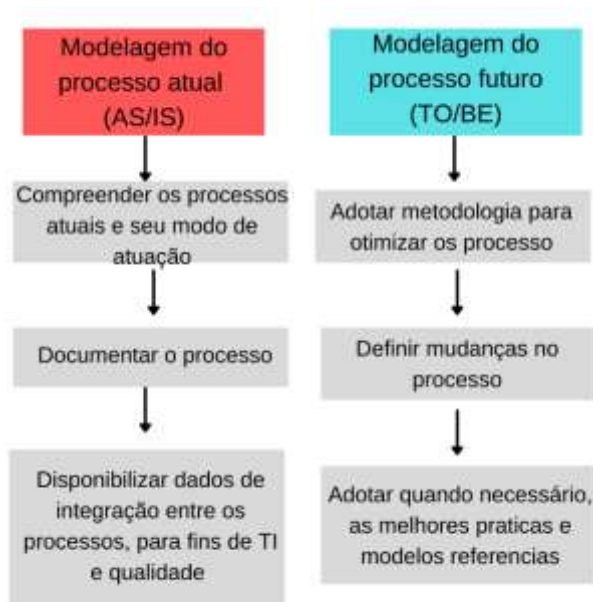 Modelagem do
processo atual
(AS/IS)
Compreender os processos
atuais e seu modo de
atuação
Documentar o processo
Disponibilizar dados de
integração entre os
processos, para fins de TI
e qualidade
Modelagem do
processo futuro
(TO/BE)
Adotar metodologia para
otimizar os processo
Definir mudanças no
processo
Adotar quando necessário,
as melhores praticas e
modelos referencias